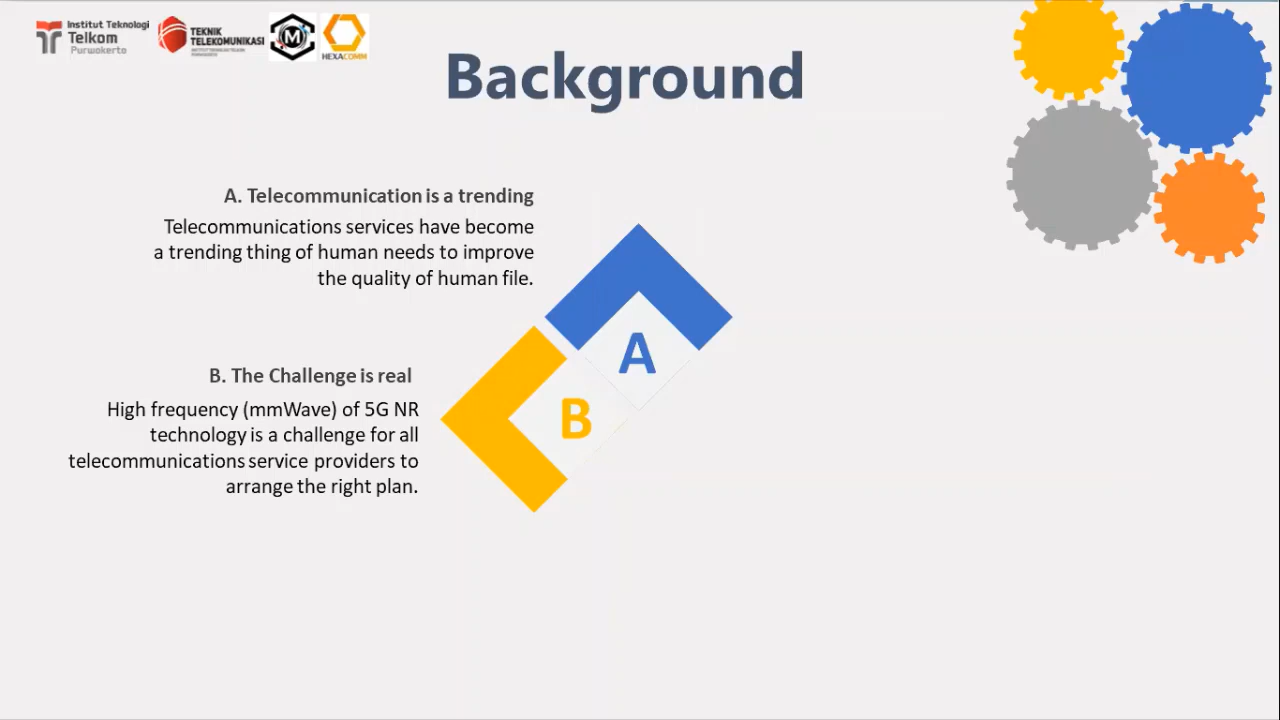 Institut Teknologi
Telkom
Purwokerto
TEKNIK
TELEKOMUNIKASI
M
HEXACOMM
Background
A. Telecommunication is a trending
Telecommunications services have become
a trending thing of human needs to improve
the quality of human file.
A
B. The Challenge is real
High frequency (mmWave) of 5G NR
technology is a challenge for all
telecommunications service providers to
arrange the right plan.
B